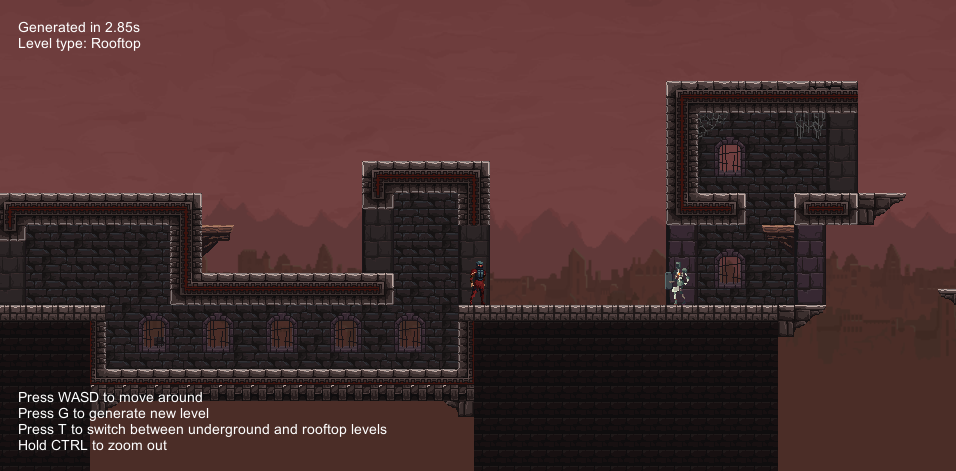 Generated in 2.85s
Level type: Rooftop
Press WASD to move around
Press G to generate new level
Press T to switch between underground and rooftop levels
Hold CTRL to zoom out